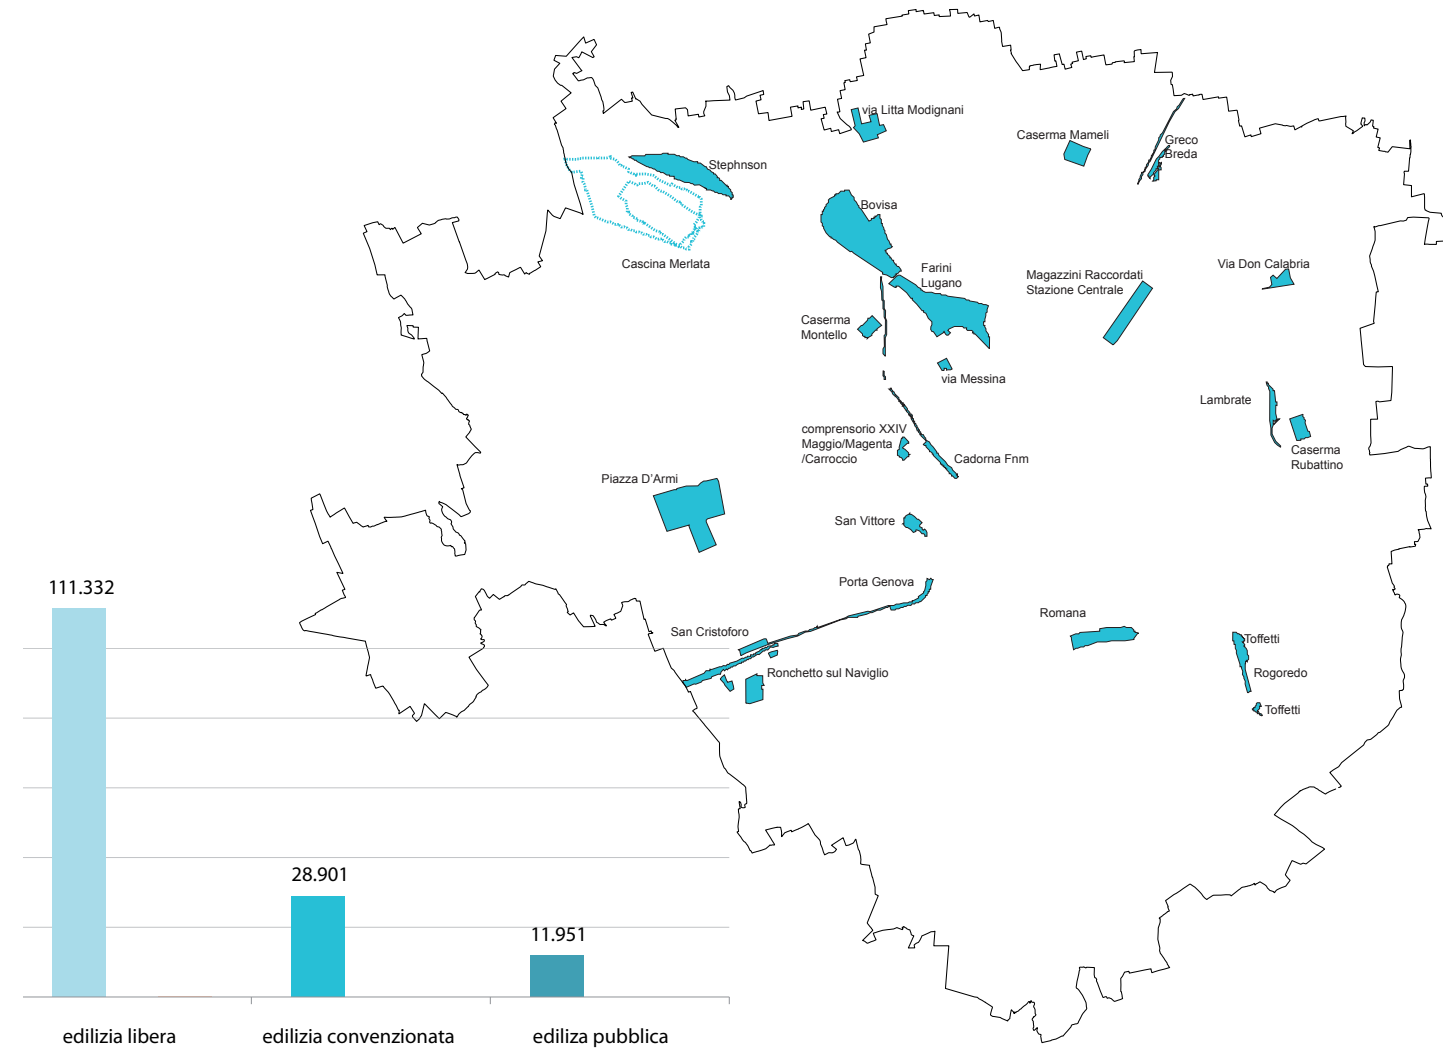 via Litta Modignani
Caserma Mameli
Greco
Breda
Stephnson
Bovisa
Cascina Merlata
Farini
Lugano
Magazzini Raccordati
Stazione Centrale
Via Don Calabria
Caserma
Montello
via Messina
Lambrate
comprensorio XXIV
Maggio/Magenta
/Carroccio
Cadorna Fnm
Caserma
Rubattino
Piazza D'Armi
San Vittore
Porta Genova
San Cristoforo
Romana
Toffetti
Ronchetto sul Naviglio
Rogoredo
Toffetti
111.332
28.901
11.951
edilizia libera
edilizia convenzionata
ediliza pubblica